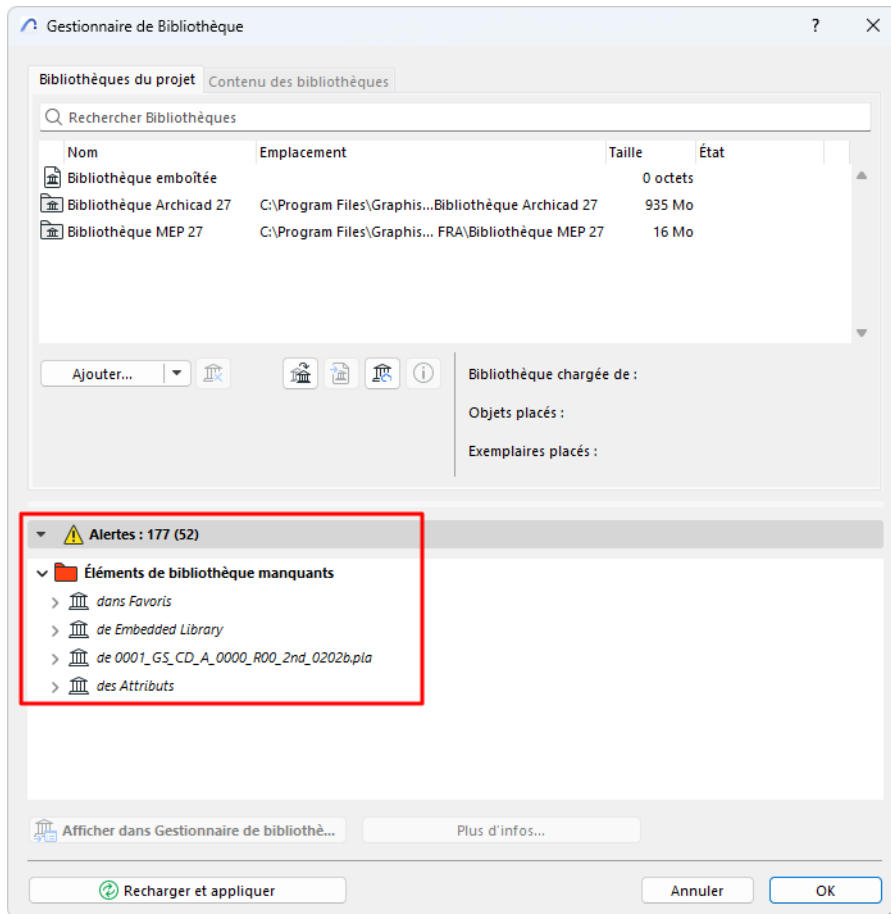 Gestionnaire de Bibliothèque
?
Bibliothèques du projet Contenu des bibliothèques
Rechercher Bibliothèques
Nom Emplacement Taille État
Bibliothèque emboîtée 0 octets
Bibliothèque Archicad 27 C:\Program Files\Graphis...Bibliothèque Archicad 27 935 Mo
Bibliothèque MEP 27 C:\Program Files\Graphis... FRA\Bibliothèque MEP 27 16 Mo
Ajouter...
Bibliothèque chargée de :
Objets placés :
Exemplaires placés :
Alertes : 177 (52)
Éléments de bibliothèque manquants
dans Favoris
de Embedded Library
de 0001_GS_CD_A_0000_R00_2nd_0202b.pla
des Attributs
Afficher dans Gestionnaire de bibliothè... Plus d'infos...
Recharger et appliquer Annuler OK